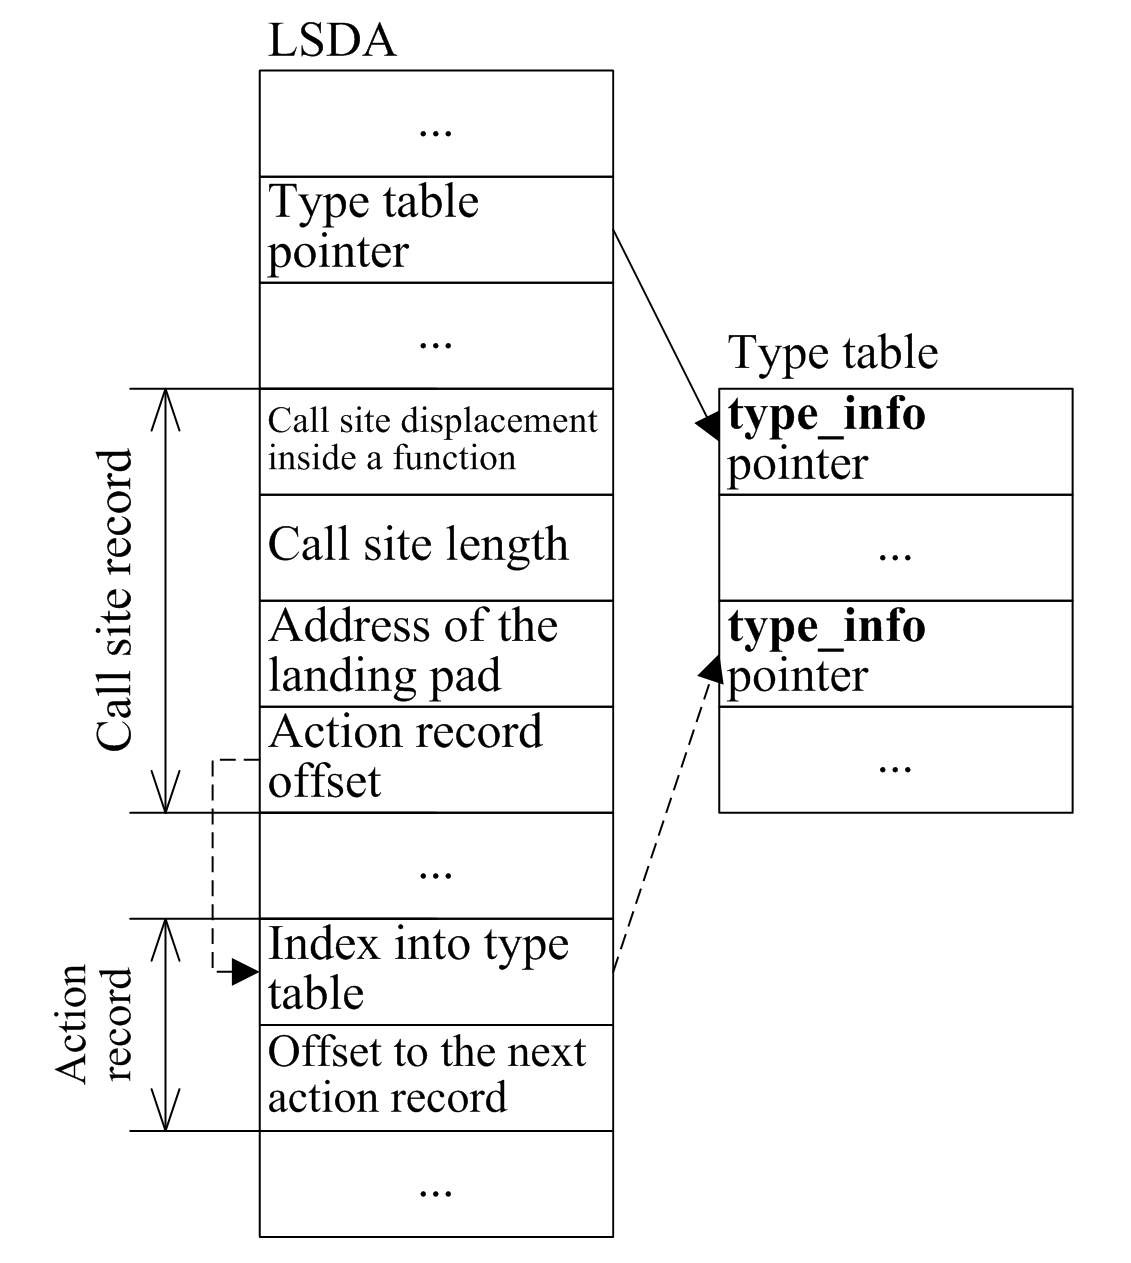 LSDA
...
Type table
pointer
...
Call site record
Call site displacement
inside a function
Call site length
Address of the
landing pad
Action record
offset
...
Action
record
Index into type
table
Offset to the next
action record
...
Type table
type_info
pointer
...
type_info
pointer
...